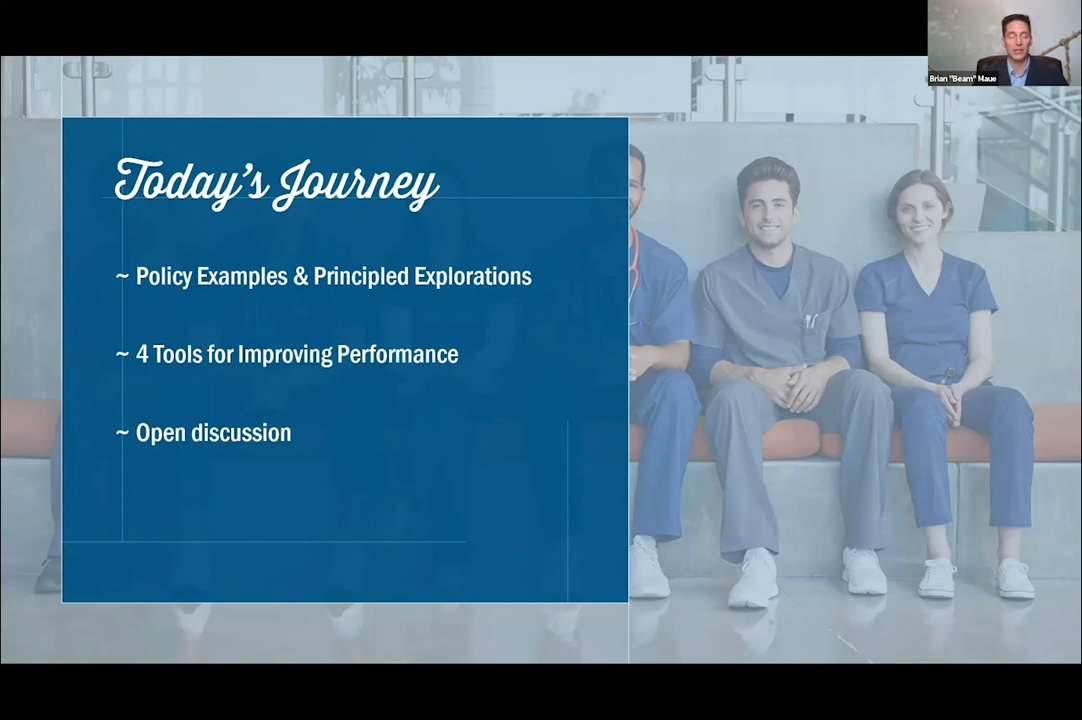 Brian "Beam" Maue
Today's Journey
~ Policy Examples & Principled Explorations
~ 4 Tools for Improving Performance
~ Open discussion